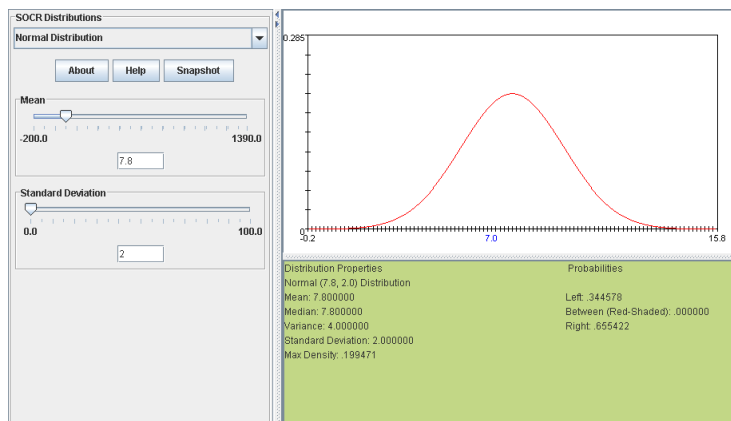 SOCR Distributions
Normal Distribution
About Help Snapshot
Mean
-200.0 1390.0
7.8
Standard Deviation
0.0 100.0
2
0.285
0
-0.2 7.0 15.8
Distribution Properties
Normal (7.8, 2.0) Distribution
Mean: 7.800000
Median: 7.800000
Variance: 4.000000
Standard Deviation: 2.000000
Max Density: .199471
Probabilities
Left: .344578
Between (Red-Shaded): .000000
Right: .655422